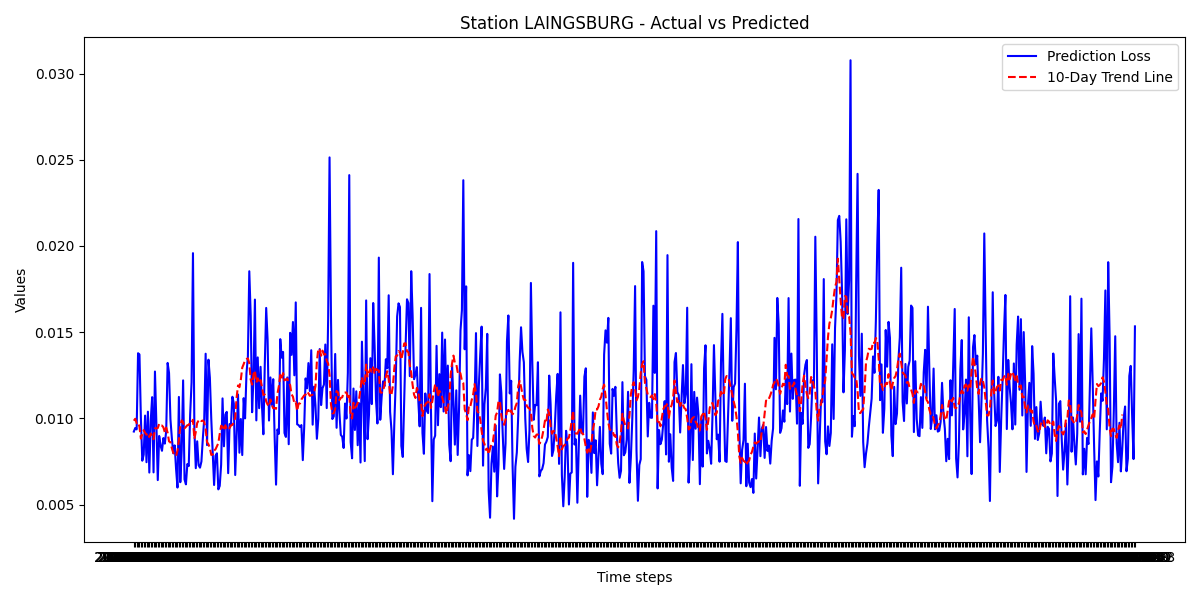 Station LAINGSBURG - Actual vs Predicted
Prediction Loss
10-Day Trend Line
0.030
0.025
0.020
0.015
0.010
0.005
Values
Time steps